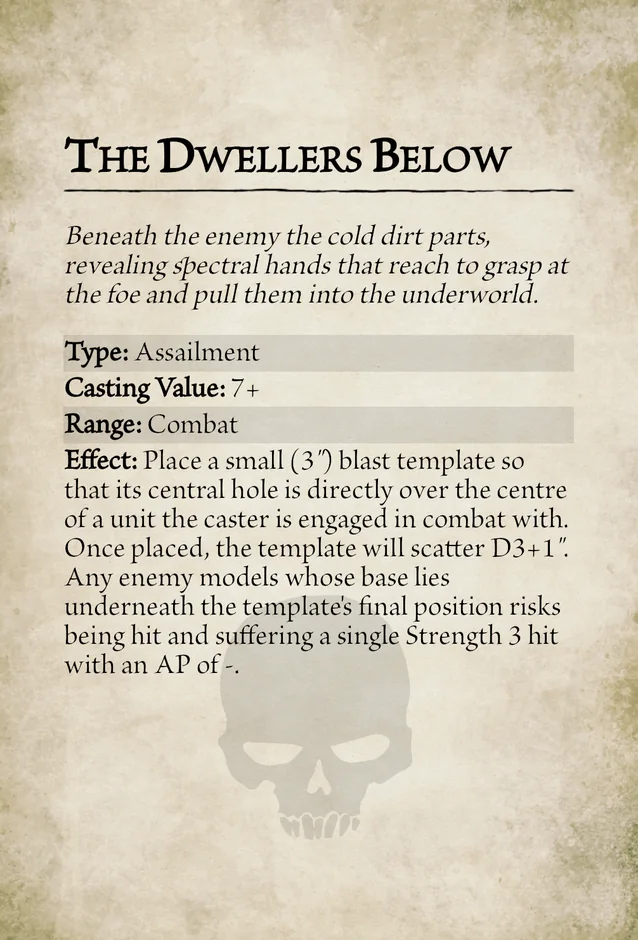 The Dwellers Below
Beneath the enemy the cold dirt parts,
revealing spectral hands that reach to grasp at
the foe and pull them into the underworld.
Type: Assailment
Casting Value: 7+
Range: Combat
Effect: Place a small (3") blast template so
that its central hole is directly over the centre
of a unit the caster is engaged in combat with.
Once placed, the template will scatter D3+1".
Any enemy models whose base lies
underneath the template's final position risks
being hit and suffering a single Strength 3 hit
with an AP of -.